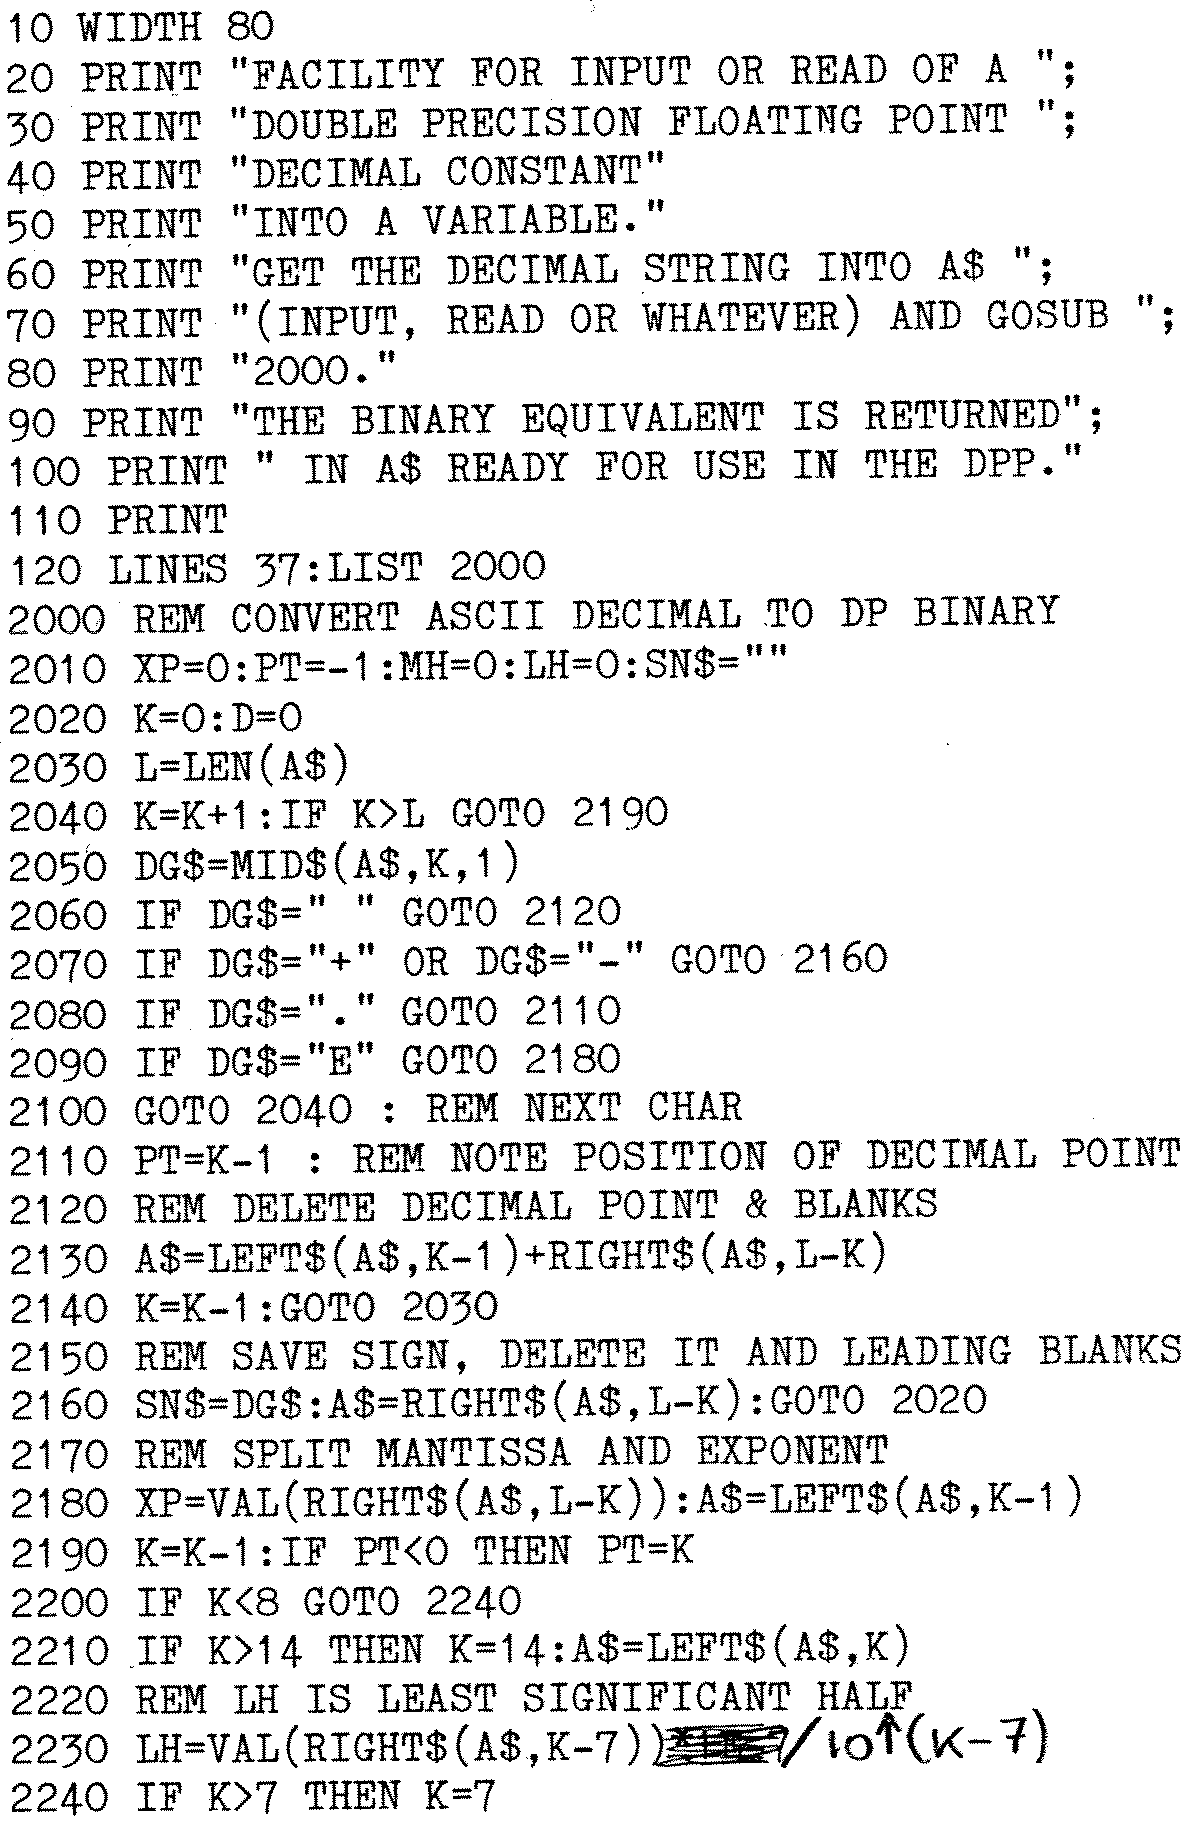 10 WIDTH 80
20 PRINT "FACILITY FOR INPUT OR READ OF A ";
30 PRINT "DOUBLE PRECISION FLOATING POINT ";
40 PRINT "DECIMAL CONSTANT"
50 PRINT "INTO A VARIABLE."
60 PRINT "GET THE DECIMAL STRING INTO A$ ";
70 PRINT "(INPUT, READ OR WHATEVER) AND GOSUB ";
80 PRINT "2000."
90 PRINT "THE BINARY EQUIVALENT IS RETURNED";
100 PRINT " IN A$ READY FOR USE IN THE DPP."
110 PRINT
120 LINES 37:LIST 2000
2000 REM CONVERT ASCII DECIMAL TO DP BINARY
2010 XP=0:PT=-1:MH=0:LH=0:SN$=""
2020 K=0:D=0
2030 L=LEN(A$)
2040 K=K+1:IF K>L GOTO 2190
2050 DG$=MID$(A$,K,1)
2060 IF DG$=" " GOTO 2120
2070 IF DG$="+" OR DG$="-" GOTO 2160
2080 IF DG$="." GOTO 2110
2090 IF DG$="E" GOTO 2180
2100 GOTO 2040 : REM NEXT CHAR
2110 PT=K-1 : REM NOTE POSITION OF DECIMAL POINT
2120 REM DELETE DECIMAL POINT & BLANKS
2130 A$=LEFT$(A$,K-1)+RIGHT$(A$,L-K)
2140 K=K-1:GOTO 2030
2150 REM SAVE SIGN, DELETE IT AND LEADING BLANKS
2160 SN$=DG$:A$=RIGHT$(A$,L-K):GOTO 2020
2170 REM SPLIT MANTISSA AND EXPONENT
2180 XP=VAL(RIGHT$(A$,L-K)):A$=LEFT$(A$,K-1)
2190 K=K-1:IF PT<0 THEN PT=K
2200 IF K<8 GOTO 2240
2210 IF K>14 THEN K=14:A$=LEFT$(A$,K)
2220 REM LH IS LEAST SIGNIFICANT HALF
2230 LH=VAL(RIGHT$(A$,K-7))/10↑(K-7)
2240 IF K>7 THEN K=7